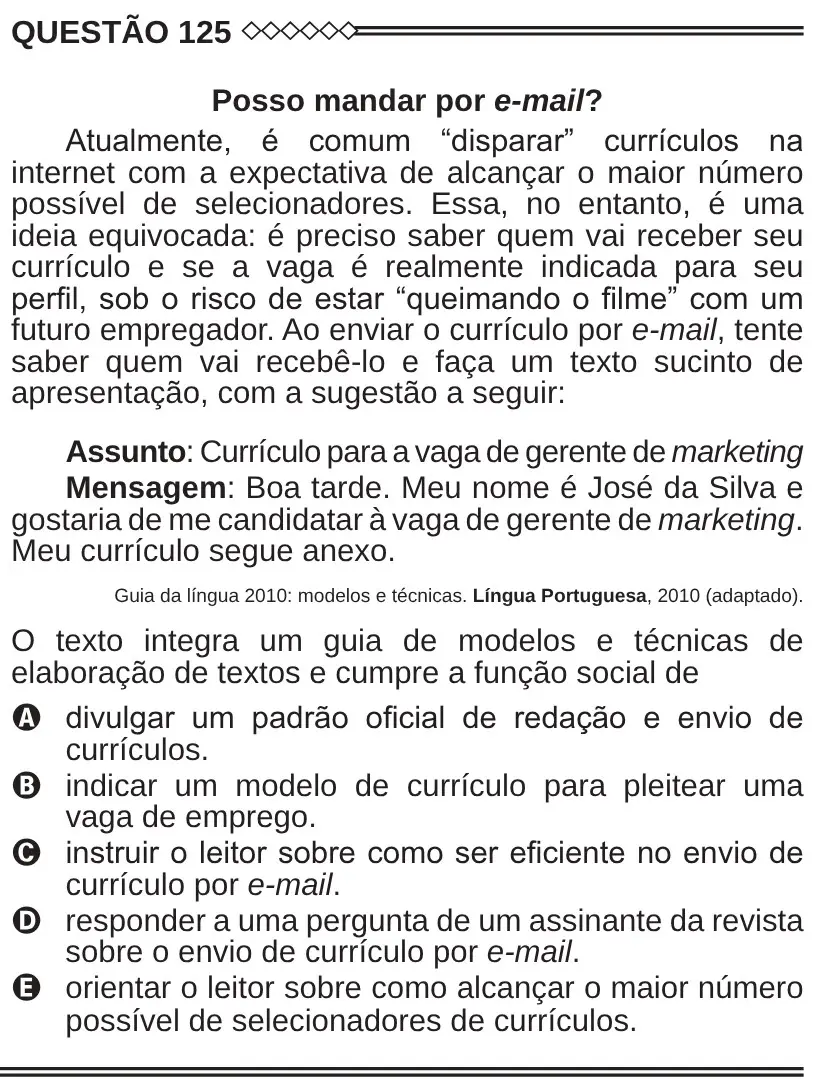 QUESTÃO 125
Posso mandar por e-mail?
Atualmente, é comum “disparar” currículos na
internet com a expectativa de alcançar o maior número
possível de selecionadores. Essa, no entanto, é uma
ideia equivocada: é preciso saber quem vai receber seu
currículo e se a vaga é realmente indicada para seu
perfil, sob o risco de estar “queimando o filme” com um
futuro empregador. Ao enviar o currículo por e-mail, tente
saber quem vai recebê-lo e faça um texto sucinto de
apresentação, com a sugestão a seguir:
Assunto: Currículo para a vaga de gerente de marketing
Mensagem: Boa tarde. Meu nome é José da Silva e
gostaria de me candidatar à vaga de gerente de marketing.
Meu currículo segue anexo.
Guia da língua 2010: modelos e técnicas. Língua Portuguesa, 2010 (adaptado).
O texto integra um guia de modelos e técnicas de
elaboração de textos e cumpre a função social de
A divulgar um padrão oficial de redação e envio de
currículos.
B indicar um modelo de currículo para pleitear uma
vaga de emprego.
C instruir o leitor sobre como ser eficiente no envio de
currículo por e-mail.
D responder a uma pergunta de um assinante da revista
sobre o envio de currículo por e-mail.
E orientar o leitor sobre como alcançar o maior número
possível de selecionadores de currículos.